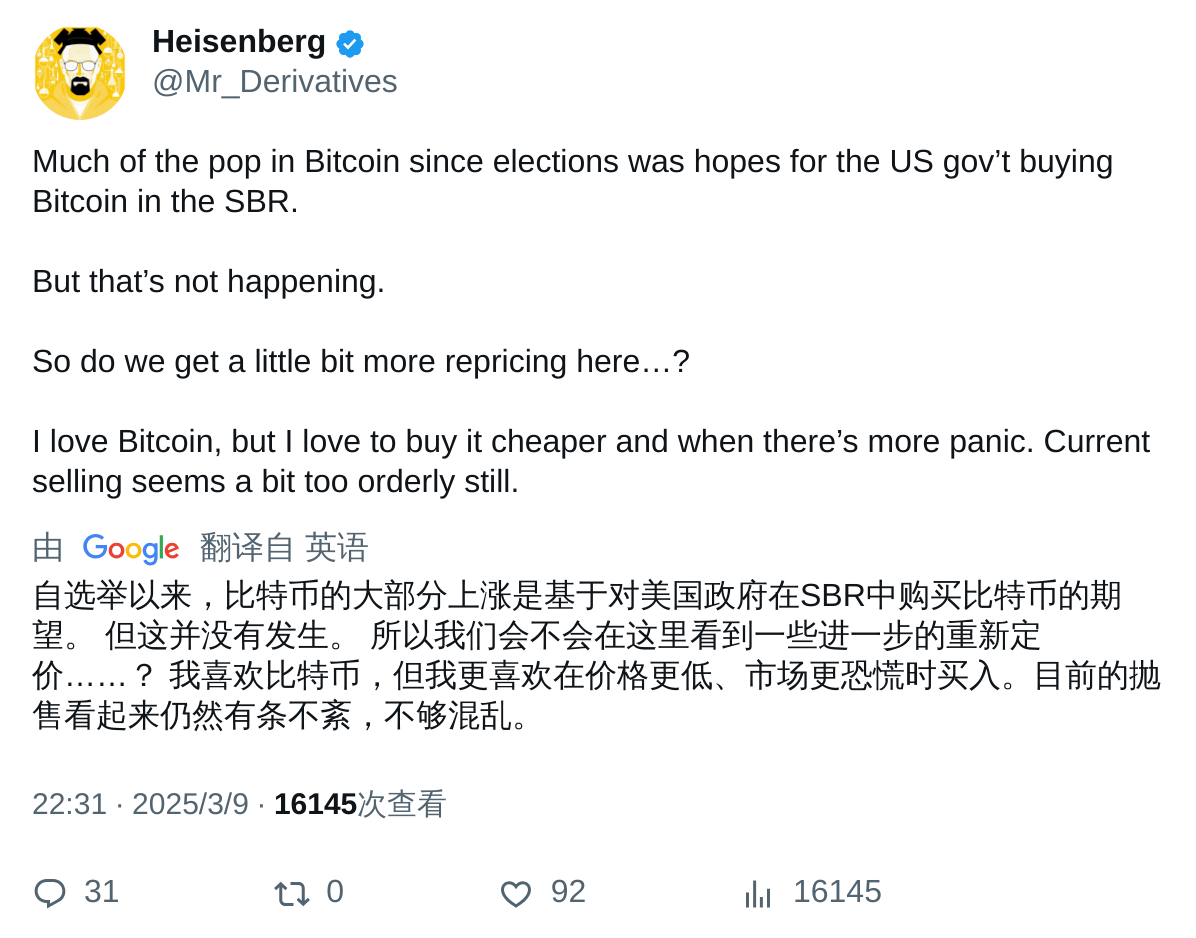 Heisenberg
@Mr_Derivatives
Much of the pop in Bitcoin since elections was hopes for the US gov’t buying
Bitcoin in the SBR.
But that’s not happening.
So do we get a little bit more repricing here…?
I love Bitcoin, but I love to buy it cheaper and when there’s more panic. Current
selling seems a bit too orderly still.
由 Google 翻译自 英语
自选举以来，比特币的大部分上涨是基于对美国政府在SBR中购买比特币的期
望。 但这并没有发生。 所以我们会不会在这里看到一些进一步的重新定
价……？ 我喜欢比特币，但我更喜欢在价格更低、市场更恐慌时买入。目前的抛
售看起来仍然有条不紊，不够混乱。
22:31 · 2025/3/9 · 16145次查看
31 0 92 16145